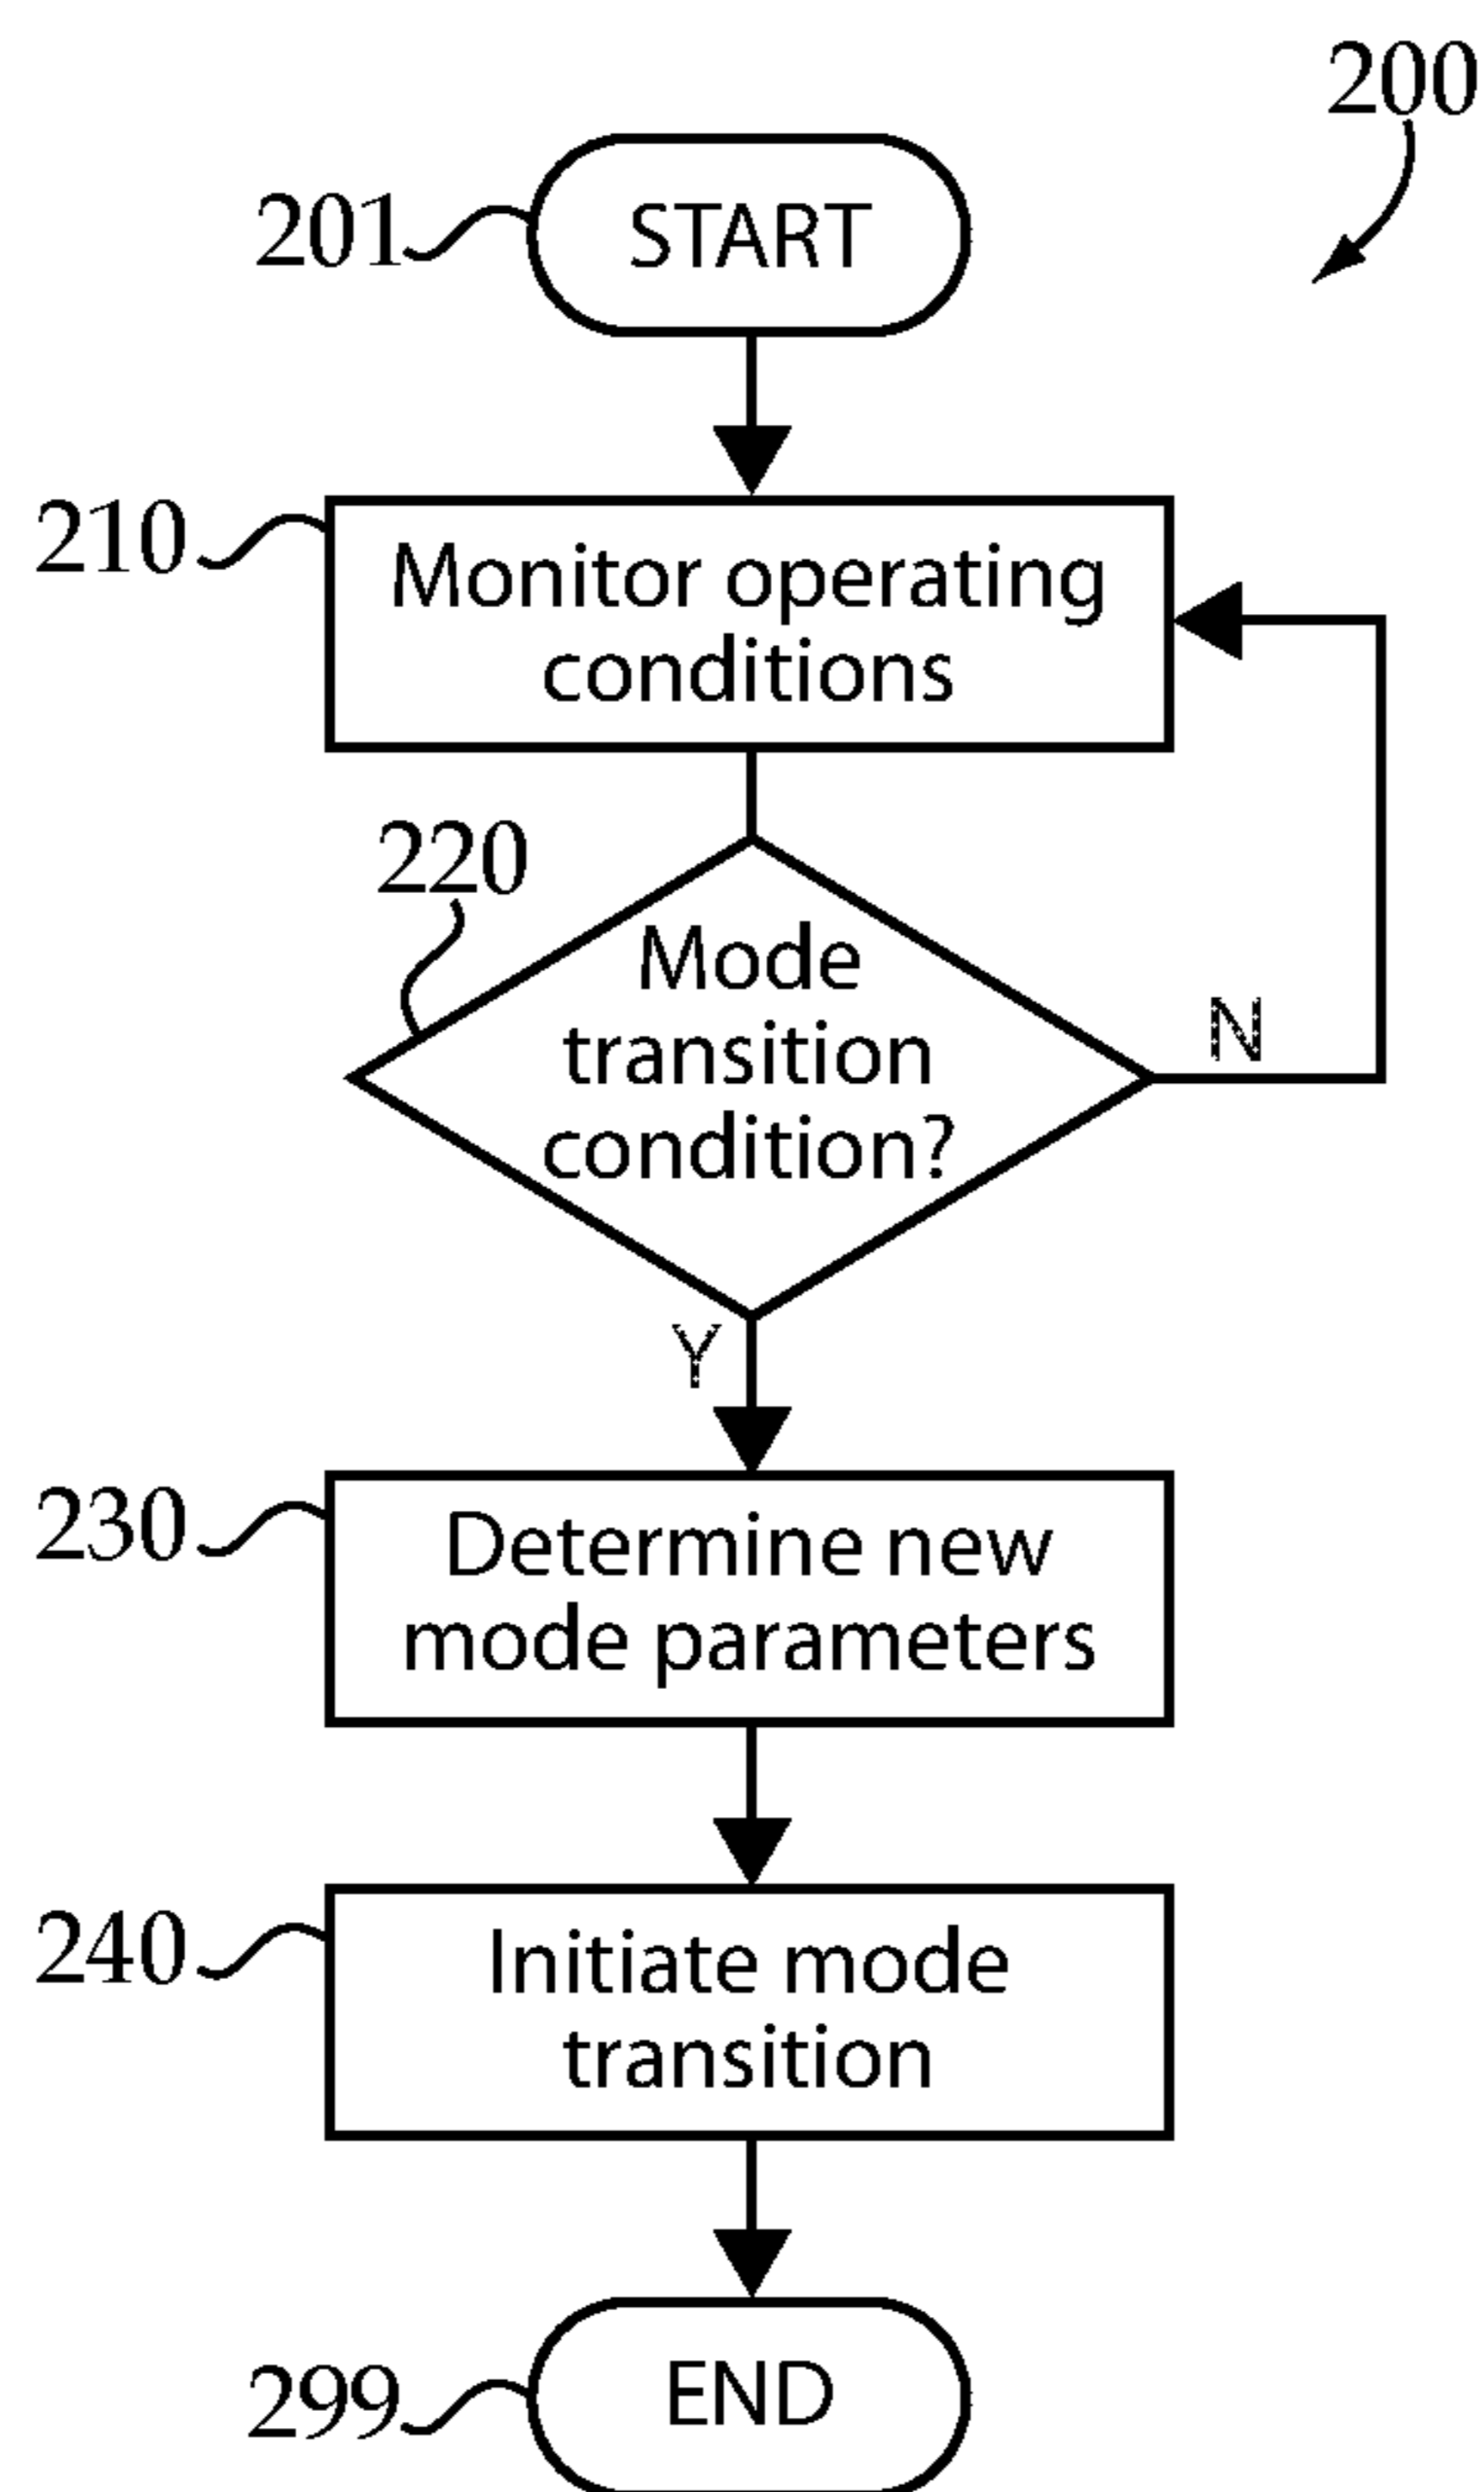 200
201
START
210
Monitor operating
conditions
220
Mode
transition
condition?
N
Y
230
Determine new
mode parameters
240
Initiate mode
transition
299
END